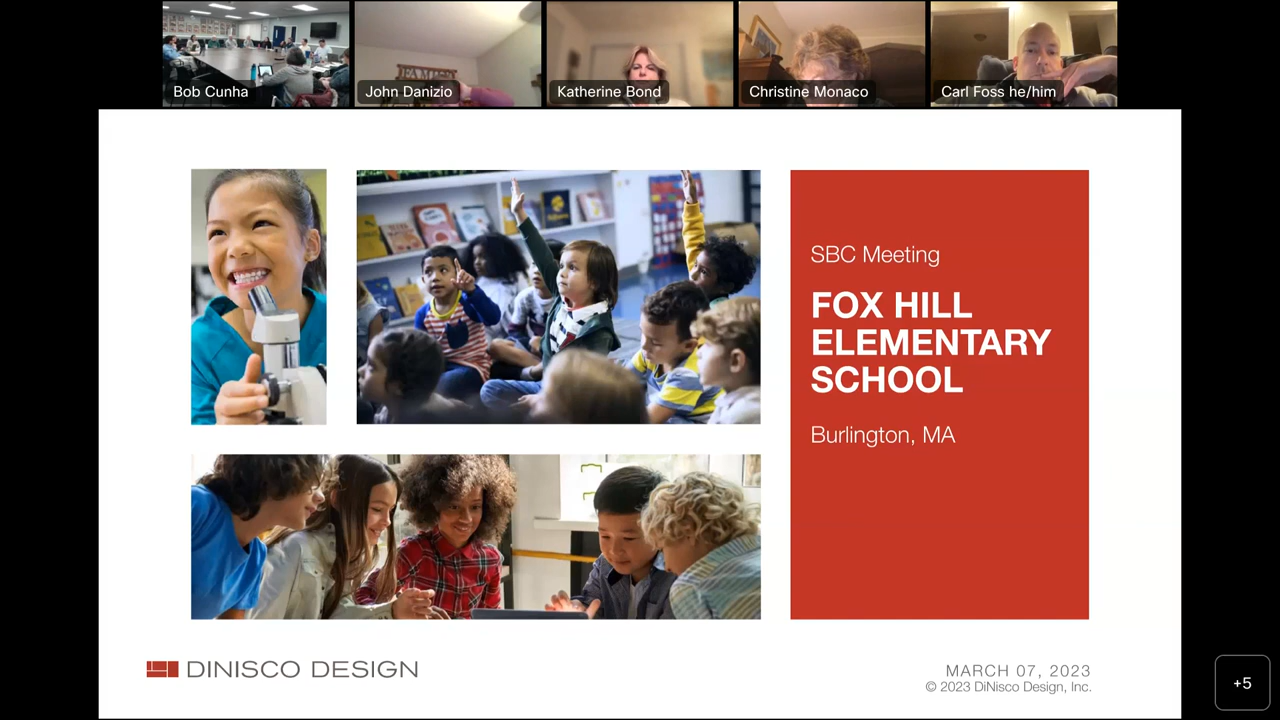 Bob Cunha
John Danizio
Katherine Bond
Christine Monaco
Carl Foss he/him
SBC Meeting
FOX HILL
ELEMENTARY
SCHOOL
Burlington, MA
DINISCO DESIGN
MARCH 07, 2023
© 2023 DiNisco Design, Inc.
+5